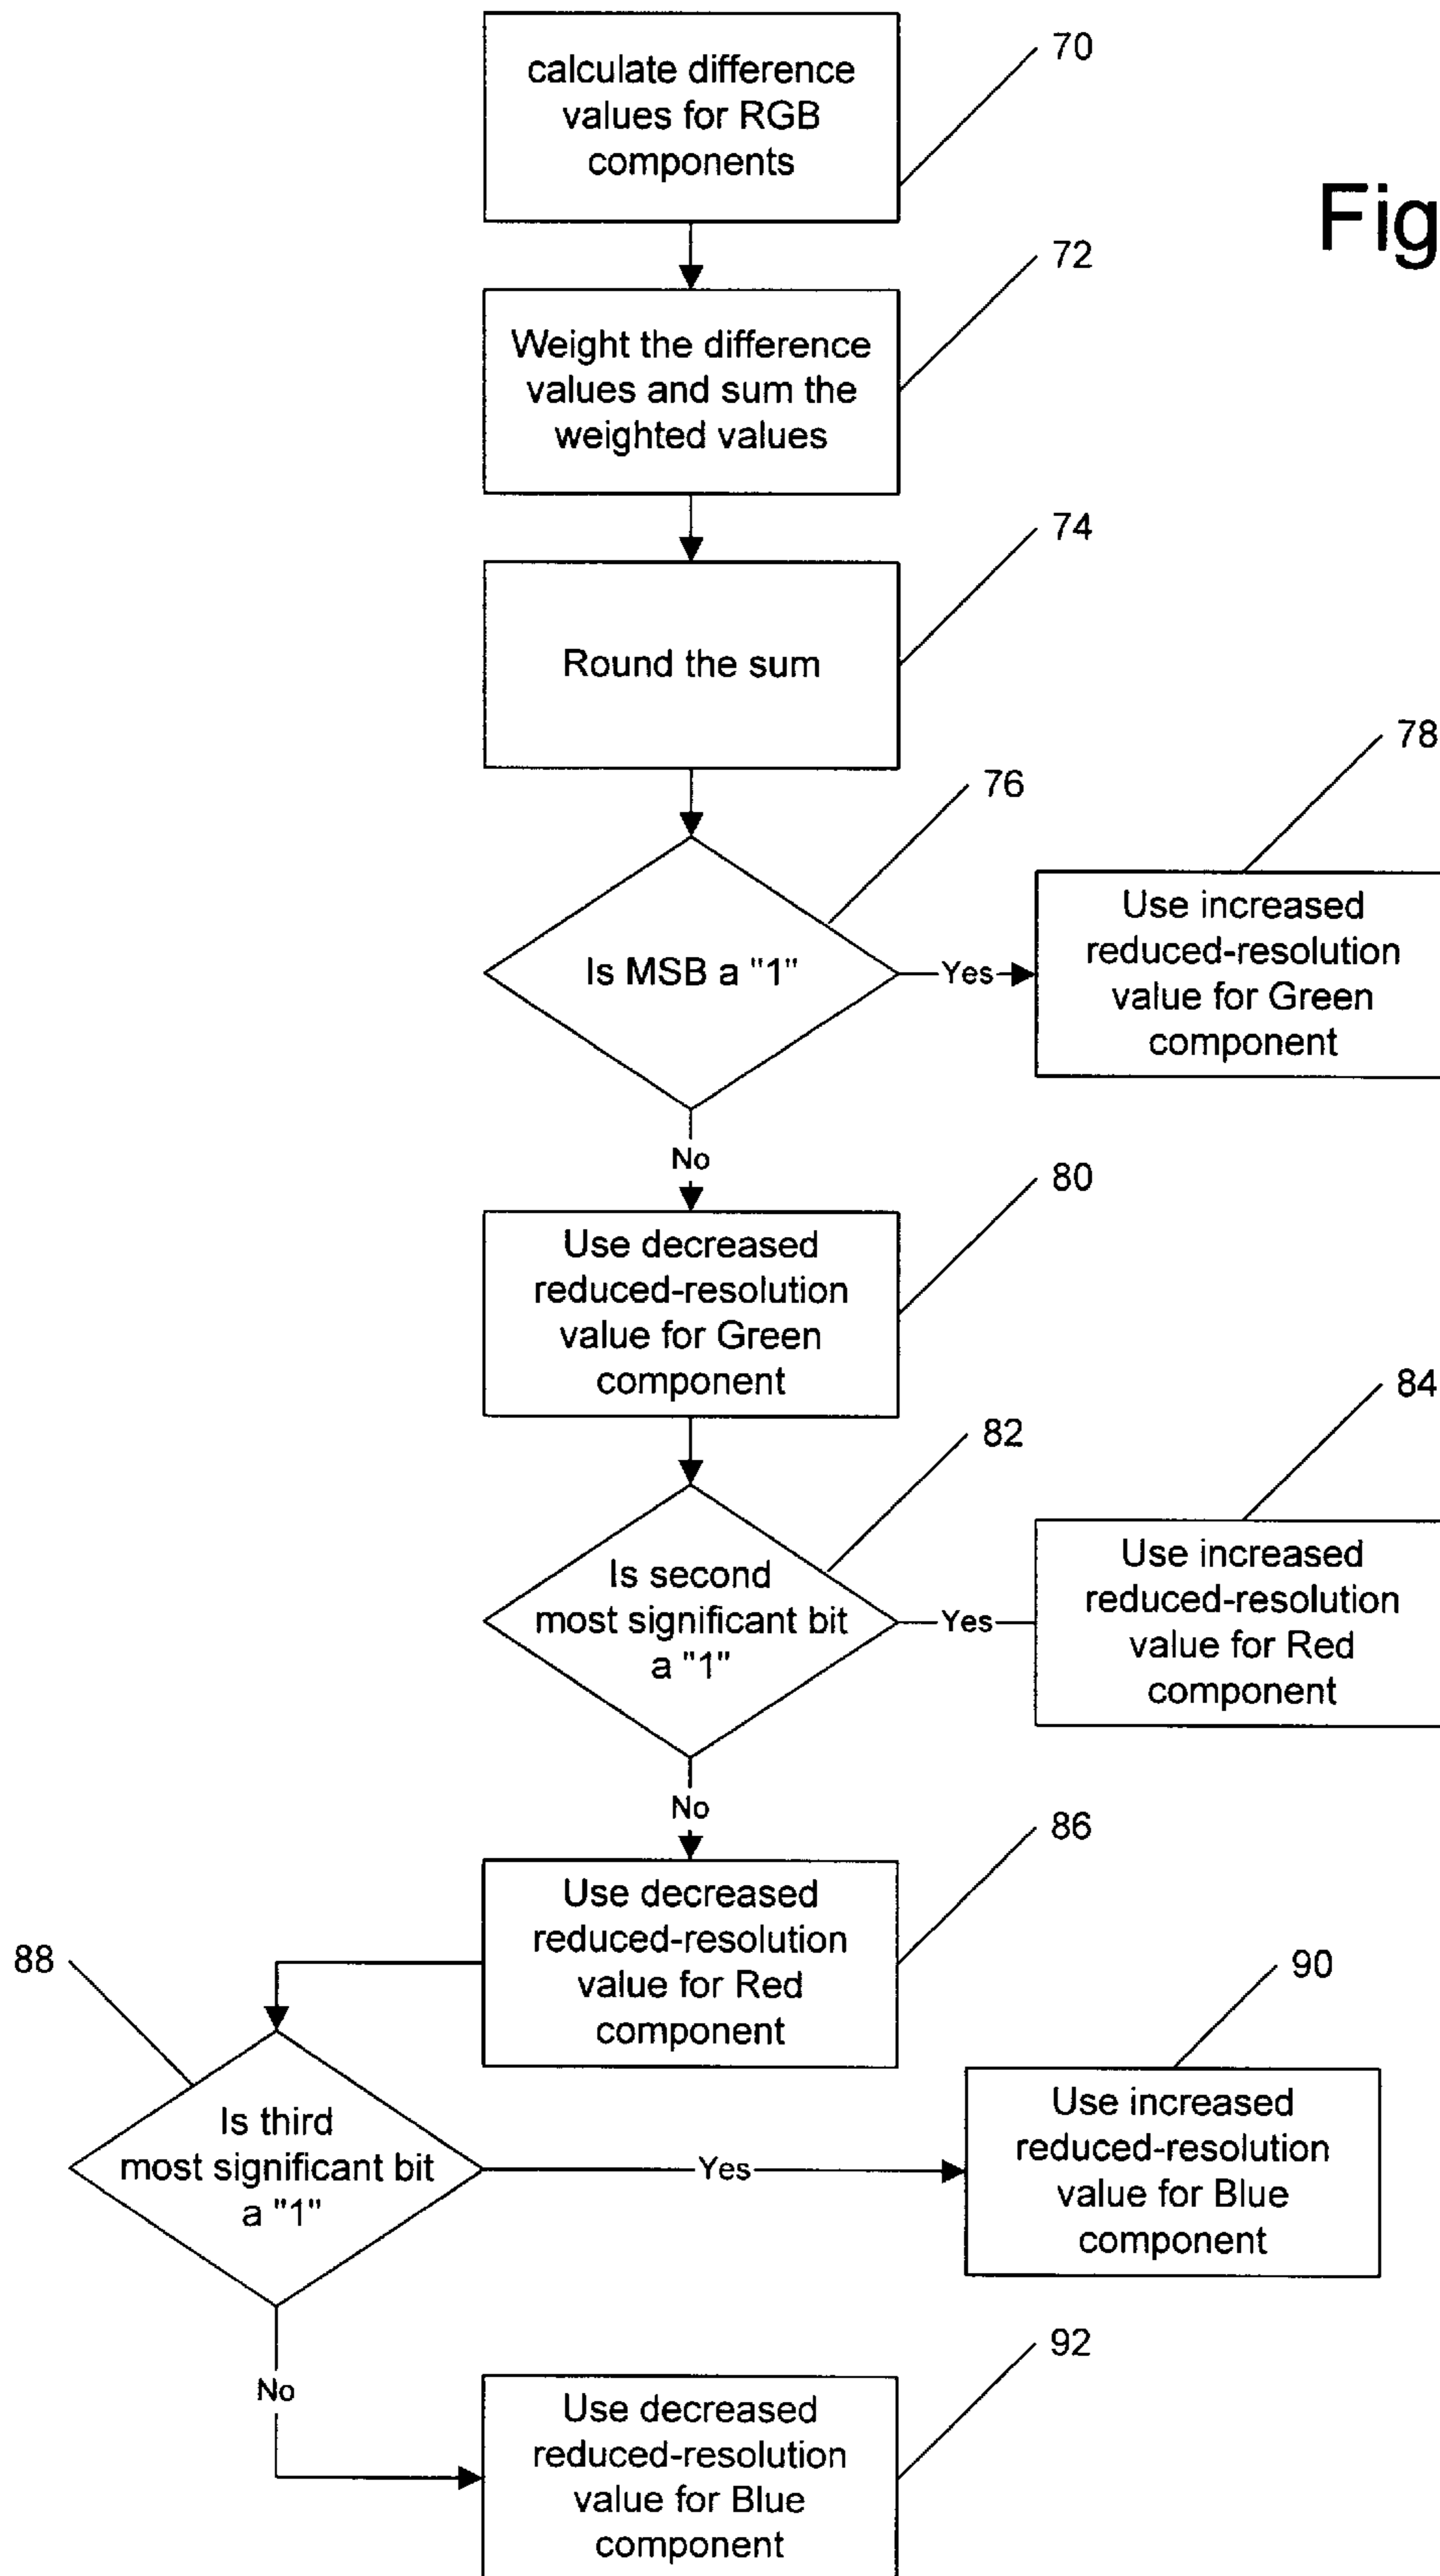 calculate difference
values for RGB
components
70
Fig
Weight the difference
values and sum the
weighted values
72
Round the sum
74
Is MSB a "1"
76
Yes
Use increased
reduced-resolution
value for Green
component
78
No
Use decreased
reduced-resolution
value for Green
component
80
Is second
most significant bit
a "1"
82
Yes
Use increased
reduced-resolution
value for Red
component
84
No
Use decreased
reduced-resolution
value for Red
component
86
88
Is third
most significant bit
a "1"
Yes
Use increased
reduced-resolution
value for Blue
component
90
No
Use decreased
reduced-resolution
value for Blue
component
92